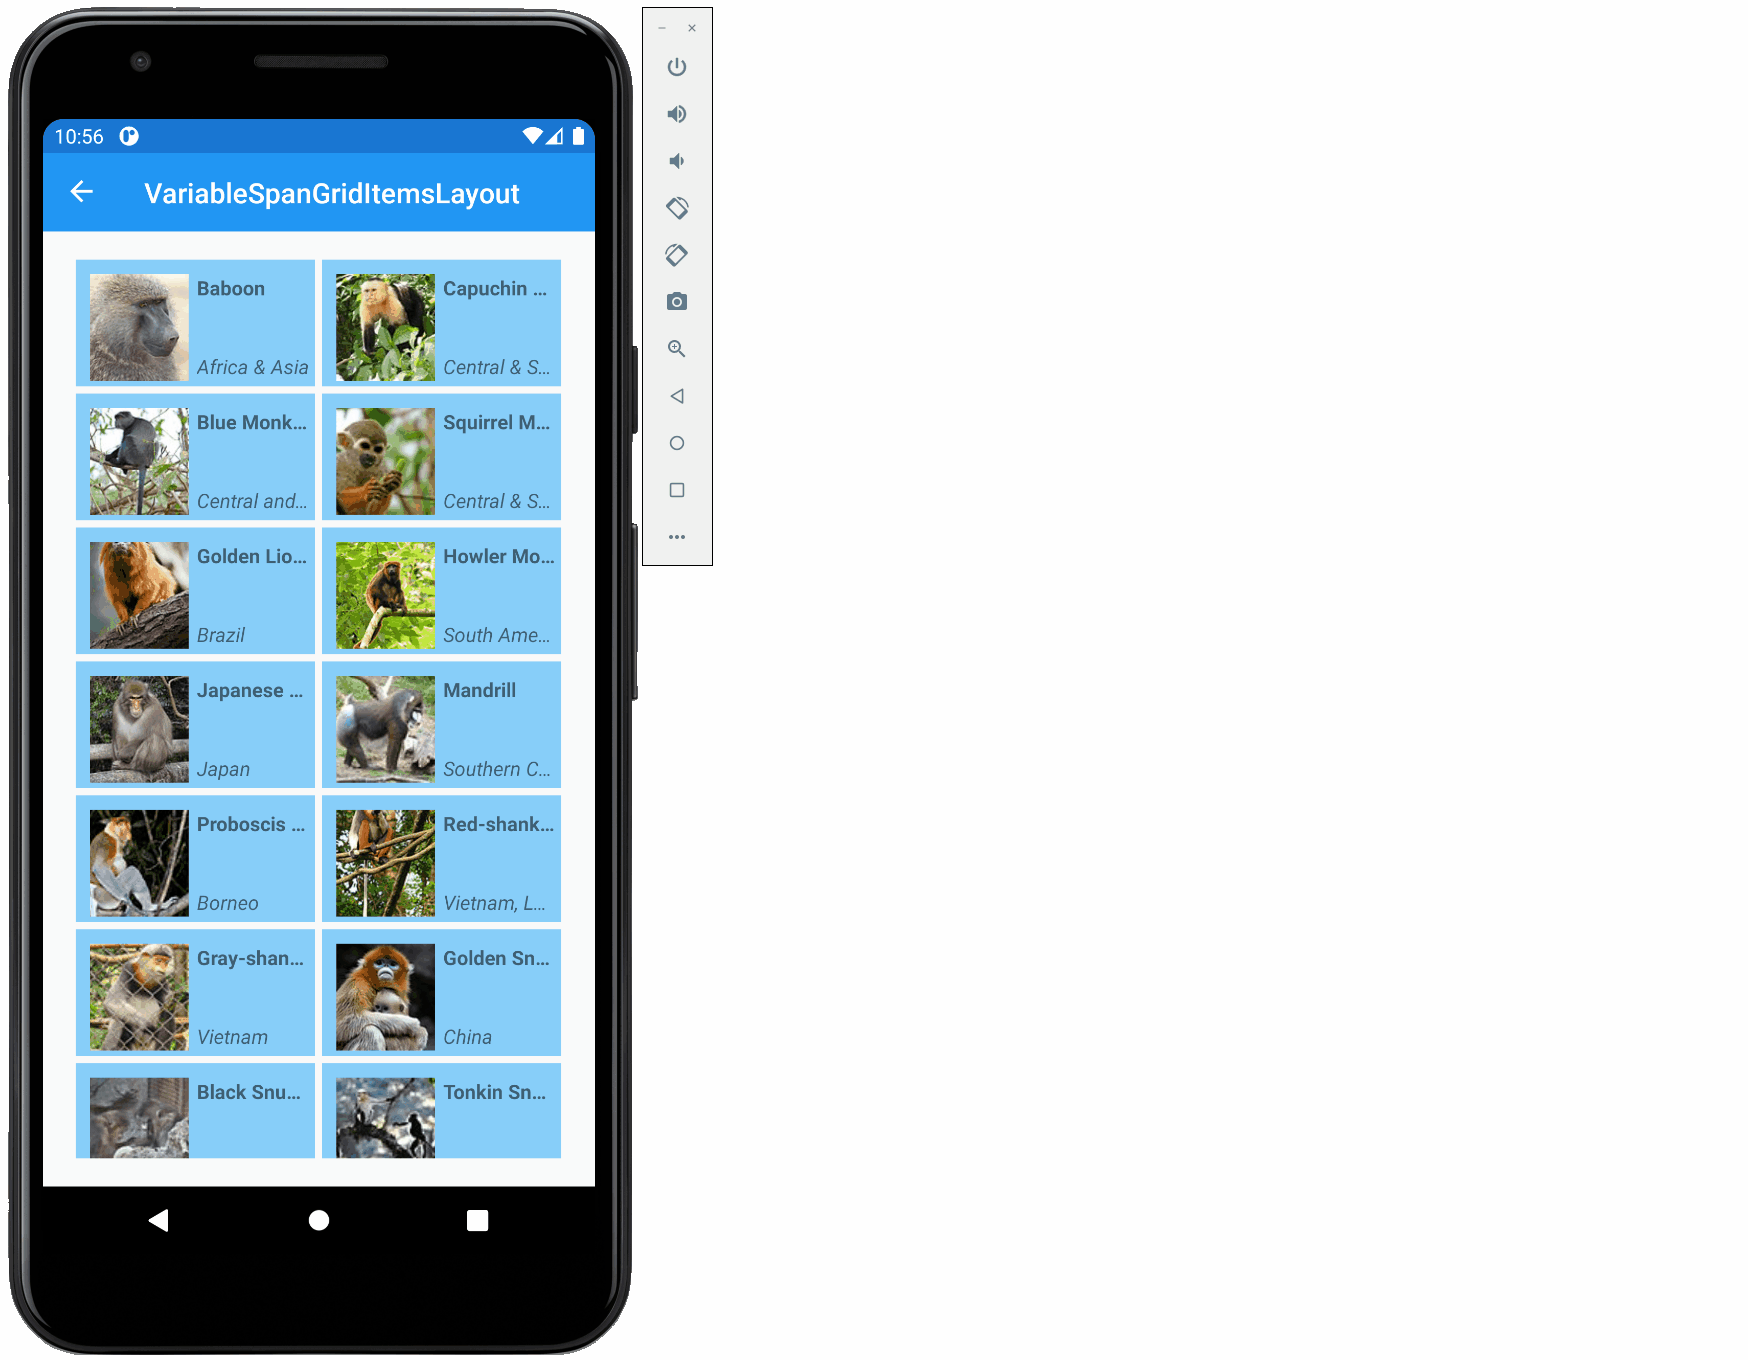 10:56
VariableSpanGridItemsLayout
Baboon
Capuchin ...
Africa & Asia
Central & S...
Blue Monk...
Squirrel M...
Central and...
Central & S...
Golden Lio...
Howler Mo...
Brazil
South Ame...
Japanese ...
Mandrill
Japan
Southern C...
Proboscis ...
Red-shank...
Borneo
Vietnam, L...
Gray-shan...
Golden Sn...
Vietnam
China
Black Snu...
Tonkin Sn...